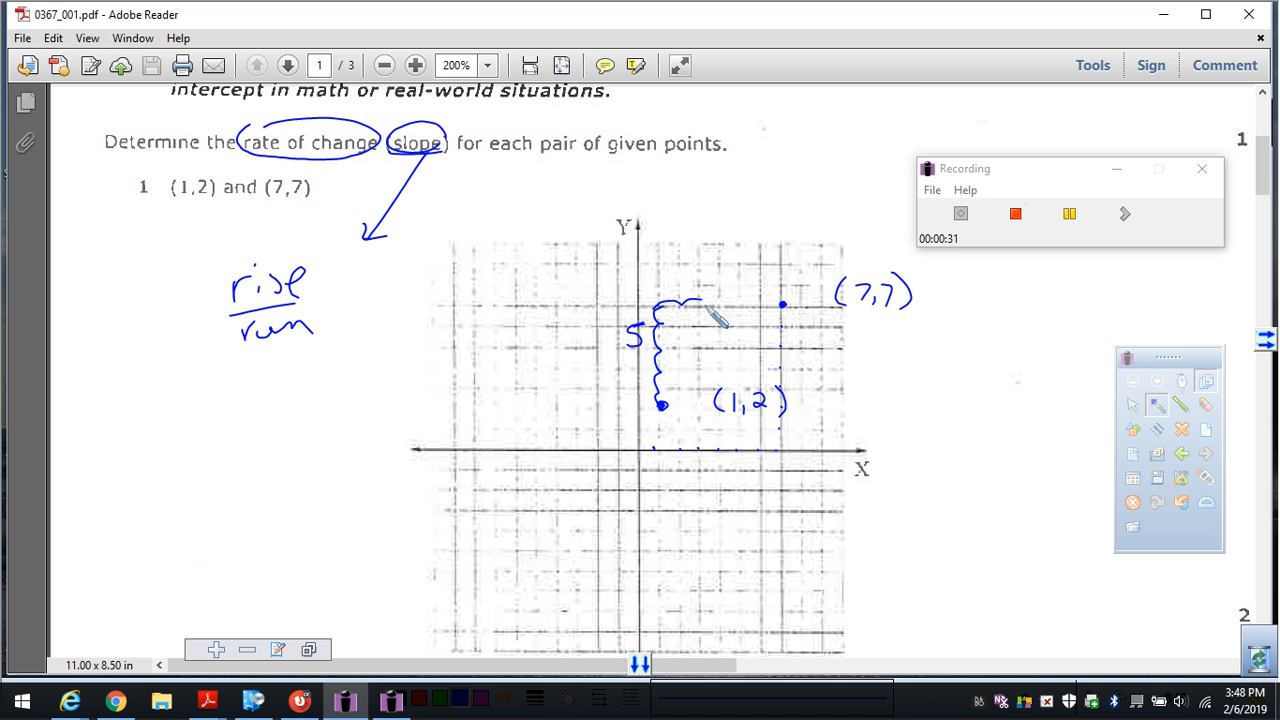 0367_001.pdf - Adobe Reader
File Edit View Window Help
1 / 3
200%
Tools Sign Comment
intercept in math or real-world situations.
Determine the rate of change (slope) for each pair of given points.
1
1 (1,2) and (7,7)
Recording
File Help
00:00:31
Y
rise
run
(7,7)
5
(1,2)
X
2
11.00 x 8.59 in
3:48 PM
2/6/2019